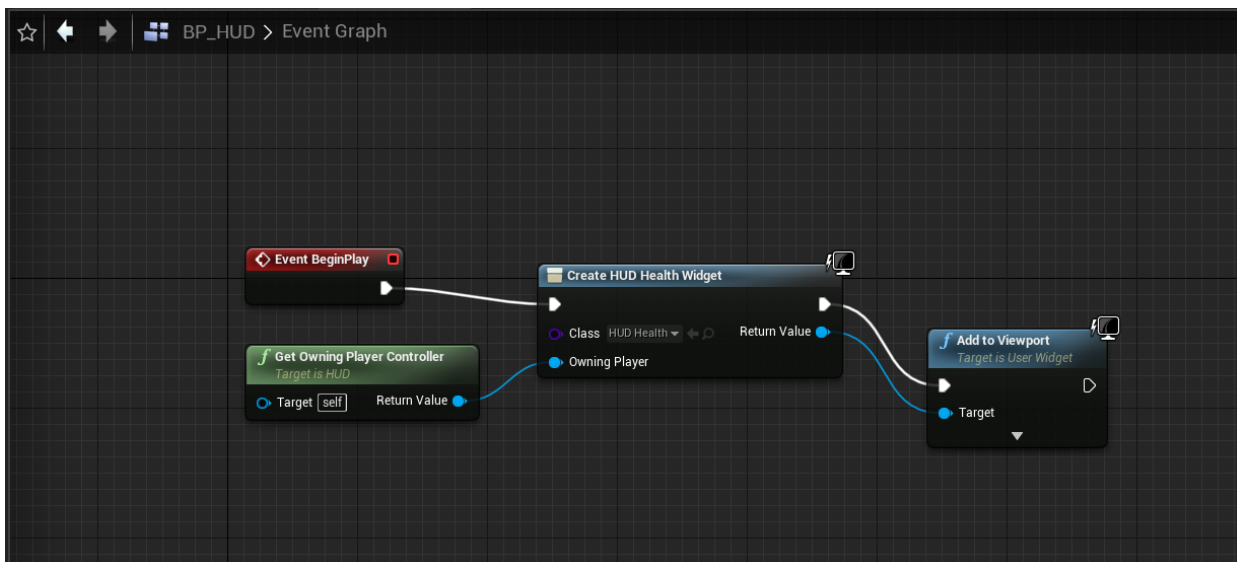 BP_HUD > Event Graph
Event BeginPlay
Create HUD Health Widget
Class HUD Health Return Value
Owning Player
f Get Owning Player Controller
Target is HUD
Target self Return Value
f Add to Viewport
Target is User Widget
Target